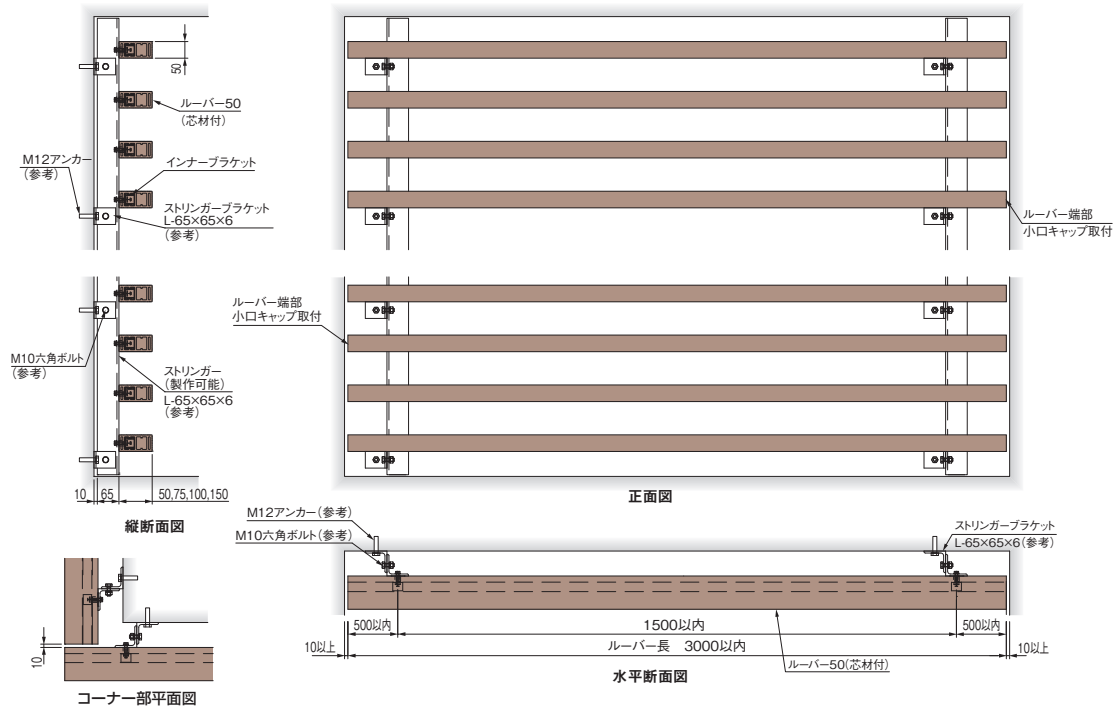 50
ルーバー50
(芯材付)
M12アンカー
(参考)
インナーブラケット
ストリンガーブラケット
L-65×65×6
(参考)
M10六角ボルト
(参考)
ストリンガー
(製作可能)
L-65×65×6
(参考)
10
65
50,75,100,150
縦断面図
ルーバー端部
小口キャップ取付
ルーバー端部
小口キャップ取付
正面図
M12アンカー(参考)
M10六角ボルト(参考)
ストリンガーブラケット
L-65×65×6(参考)
500以内
1500以内
500以内
10以上
ルーバー長 3000以内
10以上
ルーバー50(芯材付)
水平断面図
10
コーナー部平面図